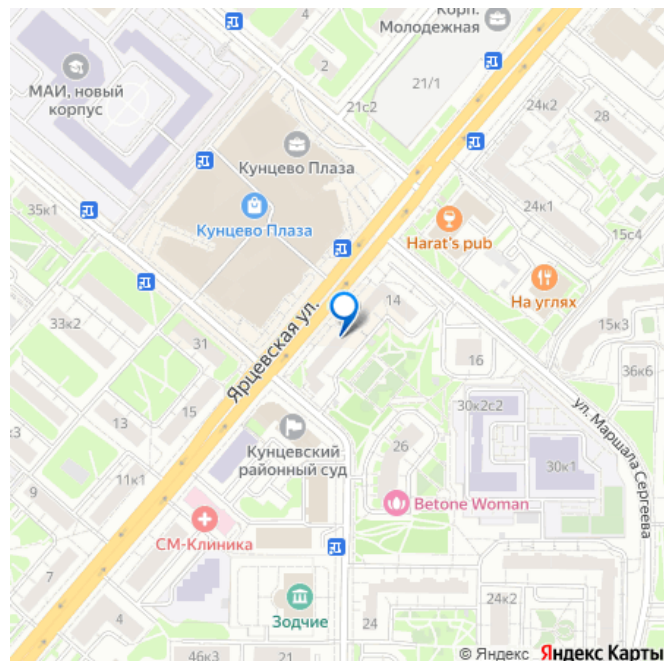 Корп.
Молодежная
2
МАИ, новый
корпус
21/1
21с2
24к2
28
Кунцево Плаза
35к1
Кунцево Плаза
24к1
Harat's pub
15с4
На углях
14
Ярцевская ул.
33к2
31
15к3
16
36к6
15
30к2с2
ул. Маршала Сергеева
13
Кунцевский
районный суд
26
к3
30к1
11к1
9
Betone Woman
СМ-Клиника
7
Зодчие
24к2
4
24
46к3
21
© Яндекс Яндекс Карты